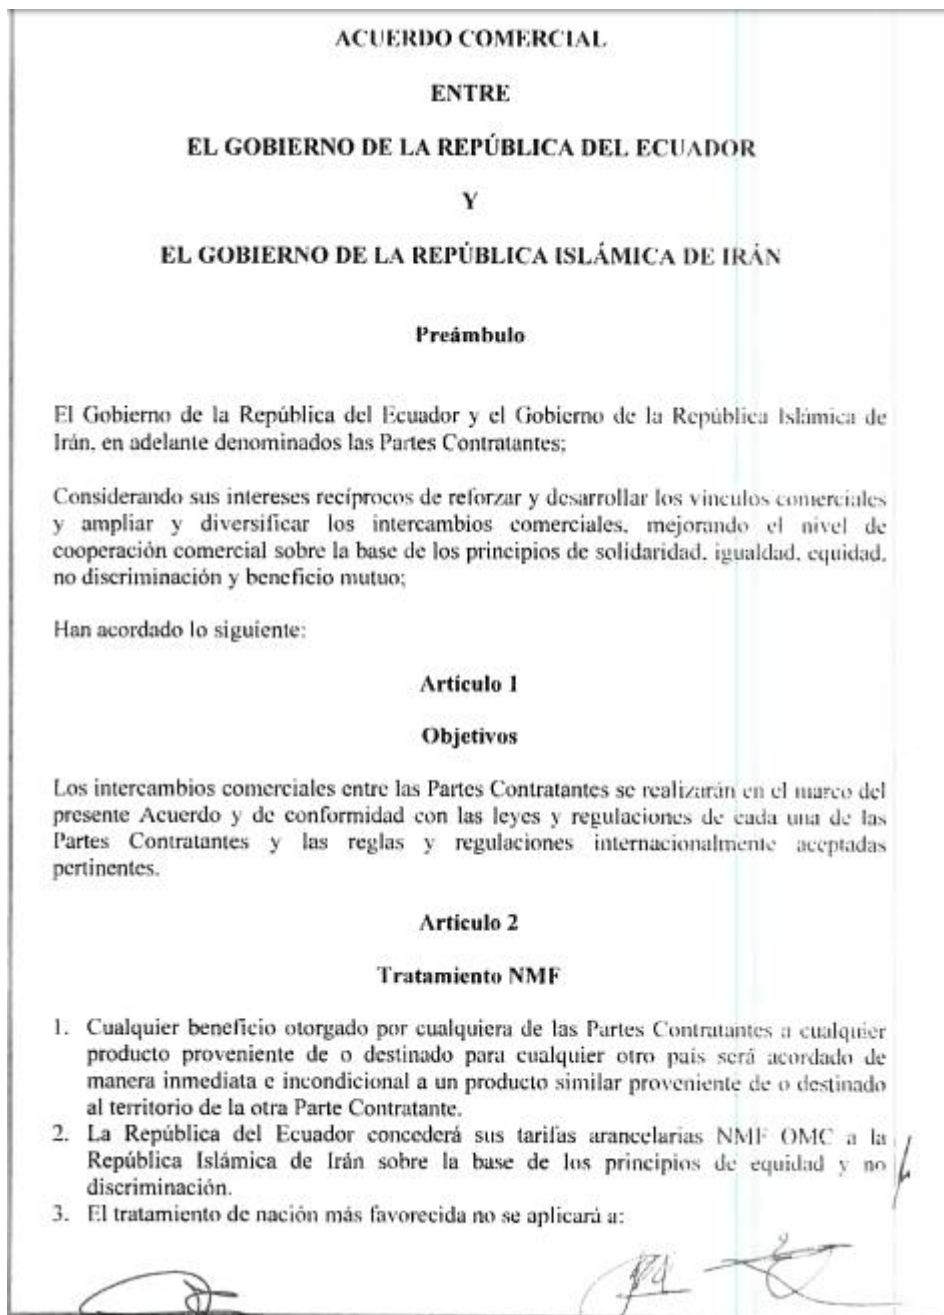 ACUERDO COMERCIAL
ENTRE
EL GOBIERNO DE LA REPÚBLICA DEL ECUADOR
Y
EL GOBIERNO DE LA REPÚBLICA ISLÁMICA DE IRÁN
Preámbulo
El Gobierno de la República del Ecuador y el Gobierno de la República Islámica de
Irán, en adelante denominados las Partes Contratantes;
Considerando sus intereses recíprocos de reforzar y desarrollar los vínculos comerciales
y ampliar y diversificar los intercambios comerciales, mejorando el nivel de
cooperación comercial sobre la base de los principios de solidaridad, igualdad, equidad,
no discriminación y beneficio mutuo;
Han acordado lo siguiente:
Artículo 1
Objetivos
Los intercambios comerciales entre las Partes Contratantes se realizarán en el marco del
presente Acuerdo y de conformidad con las leyes y regulaciones de cada una de las
Partes Contratantes y las reglas y regulaciones internacionalmente aceptadas
pertinentes.
Artículo 2
Tratamiento NMF
1. Cualquier beneficio otorgado por cualquiera de las Partes Contratantes a cualquier
producto proveniente de o destinado para cualquier otro país será acordado de
manera inmediata e incondicional a un producto similar proveniente de o destinado
al territorio de la otra Parte Contratante.
2. La República del Ecuador concederá sus tarifas arancelarias NMF OMC a la
República Islámica de Irán sobre la base de los principios de equidad y no
discriminación.
3. El tratamiento de nación más favorecida no se aplicará a: